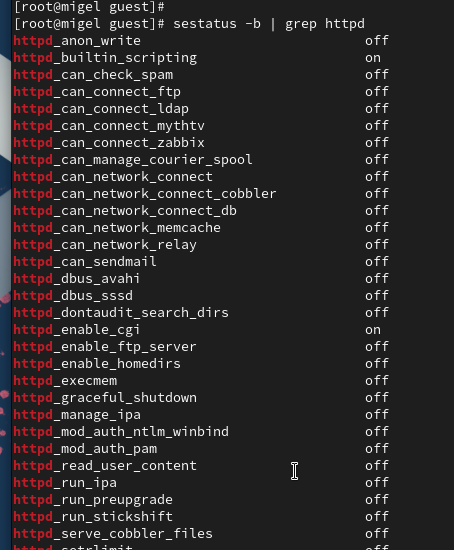 [root@migel guest]#
[root@migel guest]# sestatus -b | grep httpd
httpd_anon_write off
httpd_builtin_scripting on
httpd_can_check_spam off
httpd_can_connect_ftp off
httpd_can_connect_ldap off
httpd_can_connect_mythtv off
httpd_can_connect_zabbix off
httpd_can_manage_courier_spool off
httpd_can_network_connect off
httpd_can_network_connect_cobbler off
httpd_can_network_connect_db off
httpd_can_network_memcache off
httpd_can_network_relay off
httpd_can_sendmail off
httpd_dbus_avahi off
httpd_dbus_sssd off
httpd_dontaudit_search_dirs off
httpd_enable_cgi on
httpd_enable_ftp_server off
httpd_enable_homedirs off
httpd_execmem off
httpd_graceful_shutdown off
httpd_manage_ipa off
httpd_mod_auth_ntlm_winbind off
httpd_mod_auth_pam off
httpd_read_user_content off
httpd_run_ipa off
httpd_run_preupgrade off
httpd_run_stickshift off
httpd_serve_cobbler_files off